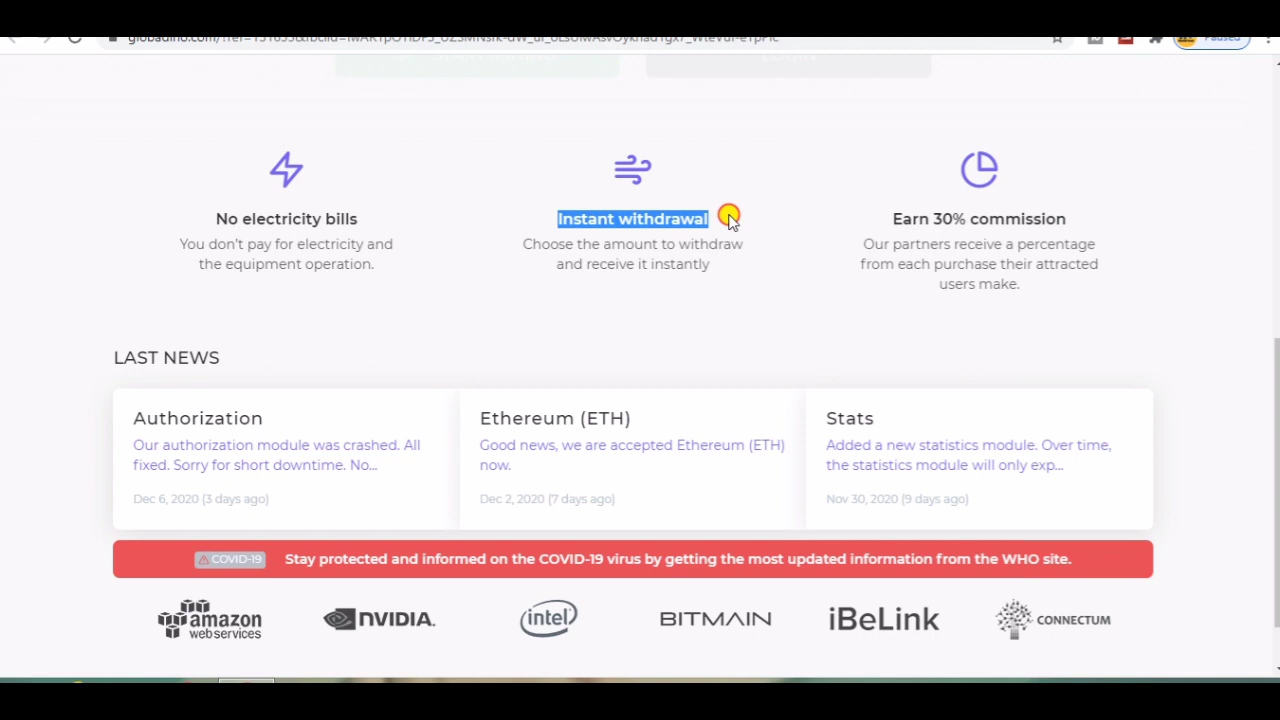 Paused
No electricity bills
You don't pay for electricity and
the equipment operation.
Instant withdrawal
Choose the amount to withdraw
and receive it instantly
Earn 30% commission
Our partners receive a percentage
from each purchase their attracted
users make.
LAST NEWS
Authorization
Our authorization module was crashed. All
fixed. Sorry for short downtime. No...
Dec 6, 2020 (3 days ago)
Ethereum (ETH)
Good news, we are accepted Ethereum (ETH)
now.
Dec 2, 2020 (7 days ago)
Stats
Added a new statistics module. Over time,
the statistics module will only exp...
Nov 30, 2020 (9 days ago)
COVID-19 Stay protected and informed on the COVID-19 virus by getting the most updated information from the WHO site.
amazon
webservices
NVIDIA.
intel
BITMAIN
iBeLink
CONNECTUM